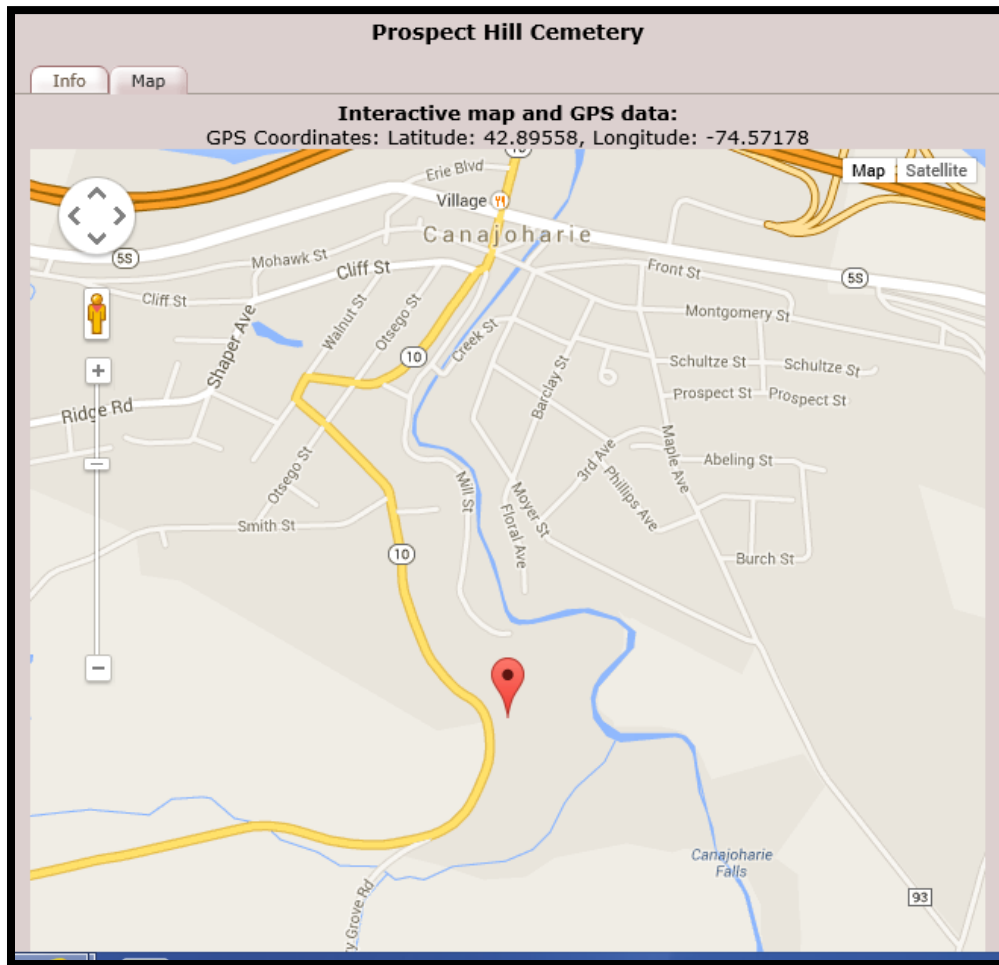 Prospect Hill Cemetery
Info
Map
Interactive map and GPS data:
GPS Coordinates: Latitude: 42.89558, Longitude: -74.57178
10
Map
Satellite
Erie Blvd
Village
Canajoharie
5S
Mohawk St
Cliff St
Front St
5S
Cliff St
Montgomery St
Shaper Ave
Walnut St
Otsego St
Creek St
10
Barclay St
Schultze St
Schultze St
Ridge Rd
Prospect St
Prospect St
Otsego St
Mill St
Moyer St
Floral Ave
3rd Ave
Phillips Ave
Maple Ave
Abeling St
Smith St
10
Burch St
Canajoharie
Falls
93
y Grove Rd
+
−